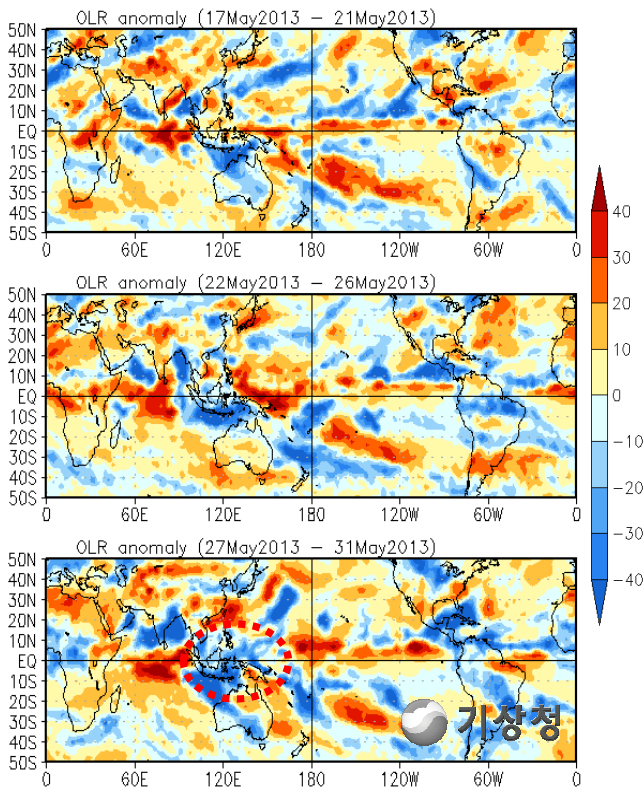 OLR anomaly (17May2013 – 21May2013)
50N
40N
30N
20N
10N
EQ
10S
20S
30S
40S
50S
0 60E 120E 180 120W 60W 0
OLR anomaly (22May2013 – 26May2013)
50N
40N
30N
20N
10N
EQ
10S
20S
30S
40S
50S
0 60E 120E 180 120W 60W 0
OLR anomaly (27May2013 – 31May2013)
50N
40N
30N
20N
10N
EQ
10S
20S
30S
40S
50S
0 60E 120E 180 120W 60W 0
40
30
20
10
0
−10
−20
−30
−40
기상청